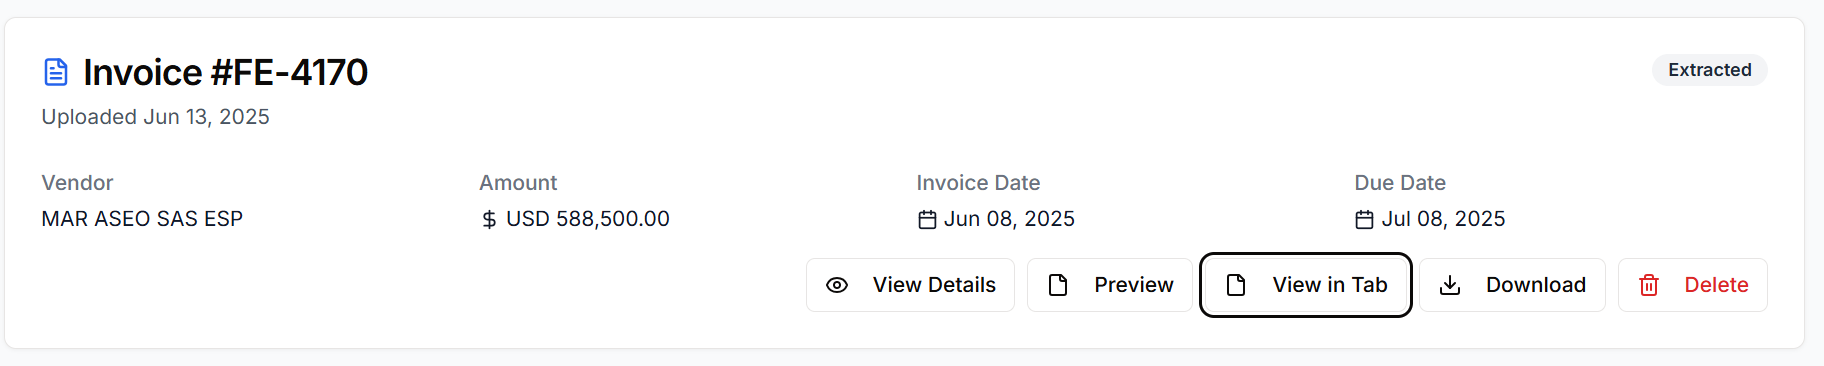 Invoice #FE-4170
Extracted
Uploaded Jun 13, 2025
Vendor
MAR ASEO SAS ESP
Amount
$ USD 588,500.00
Invoice Date
Jun 08, 2025
Due Date
Jul 08, 2025
View Details
Preview
View in Tab
Download
Delete